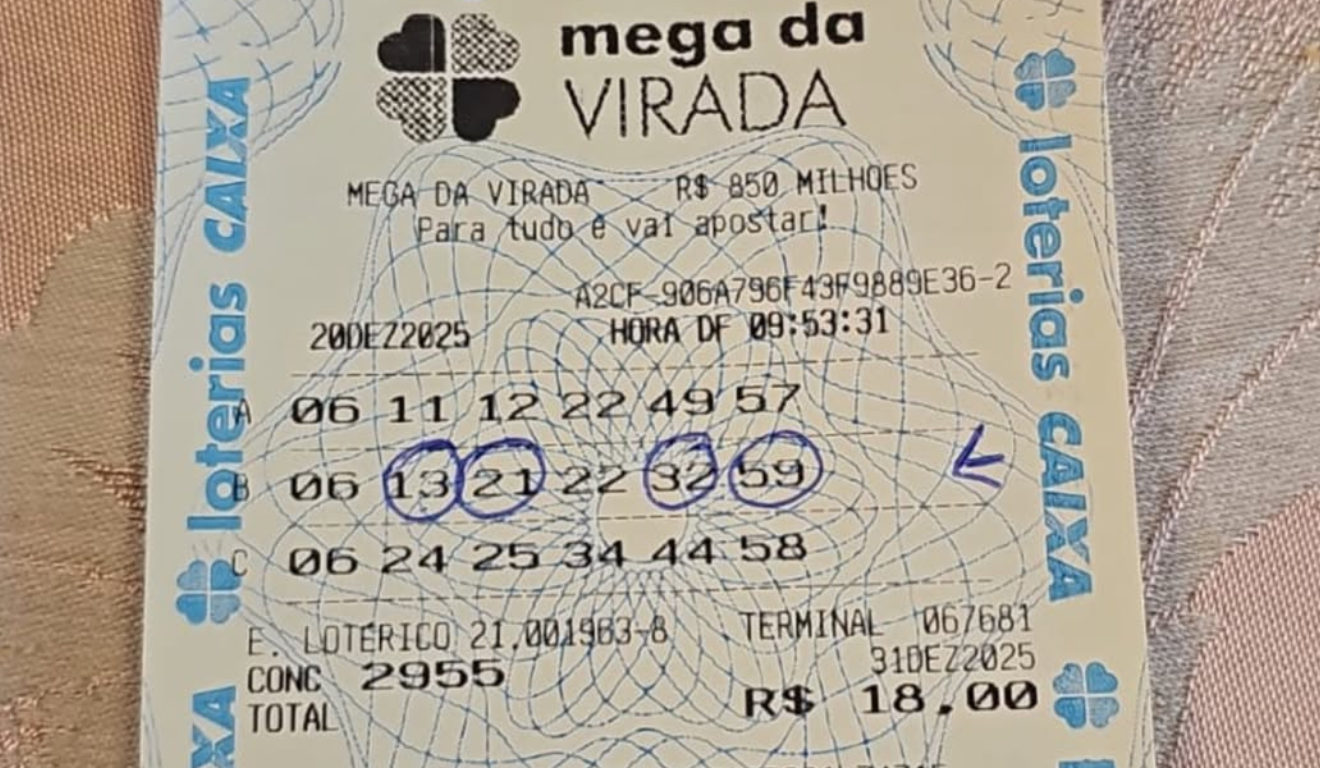 mega da
VIRADA
MEGA DA VIRADA R$ 850 MILHOES
Para tudo e vai apostar!
A2CF-906A796F43F9889E36-2
20DEZ2025 HORA DF 09:53:31
A 06 11 12 22 49 57
B 06 13 21 22 32 59
C 06 24 25 34 44 58
E. LOTÉRICO 21.001963-8 TERMINAL 067681
CONC 2955 31DEZ2025
TOTAL R$ 18,00
loterias CAIXA
loterias CAIXA